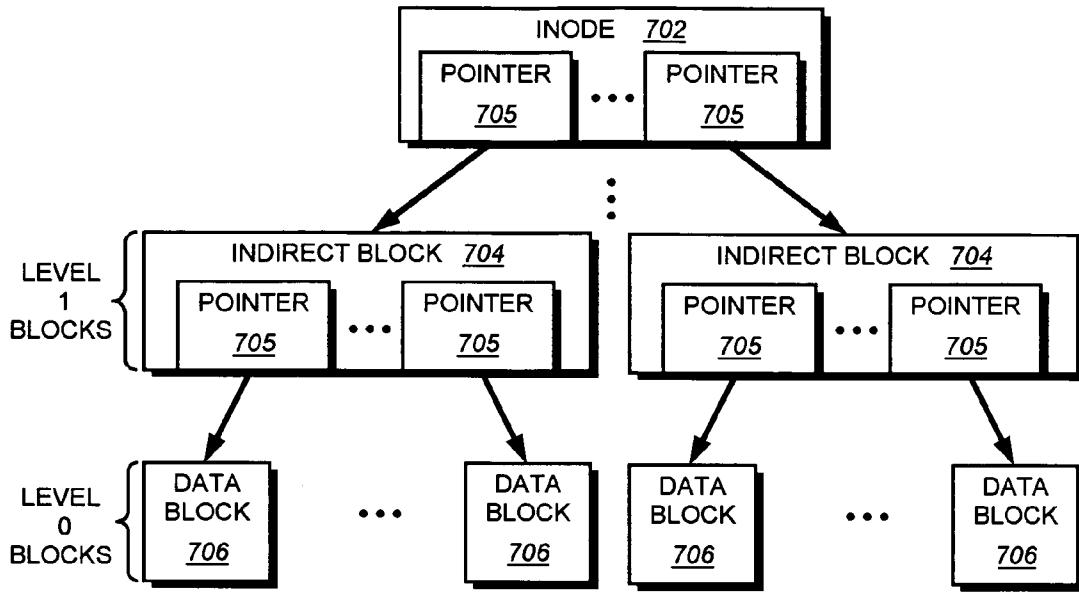 INODE 702
POINTER POINTER
705 ••• 705
LEVEL 1 BLOCKS
INDIRECT BLOCK 704
POINTER POINTER
705 ••• 705
INDIRECT BLOCK 704
POINTER POINTER
705 ••• 705
LEVEL 0 BLOCKS
DATA BLOCK 706
•••
DATA BLOCK 706
DATA BLOCK 706
•••
DATA BLOCK 706